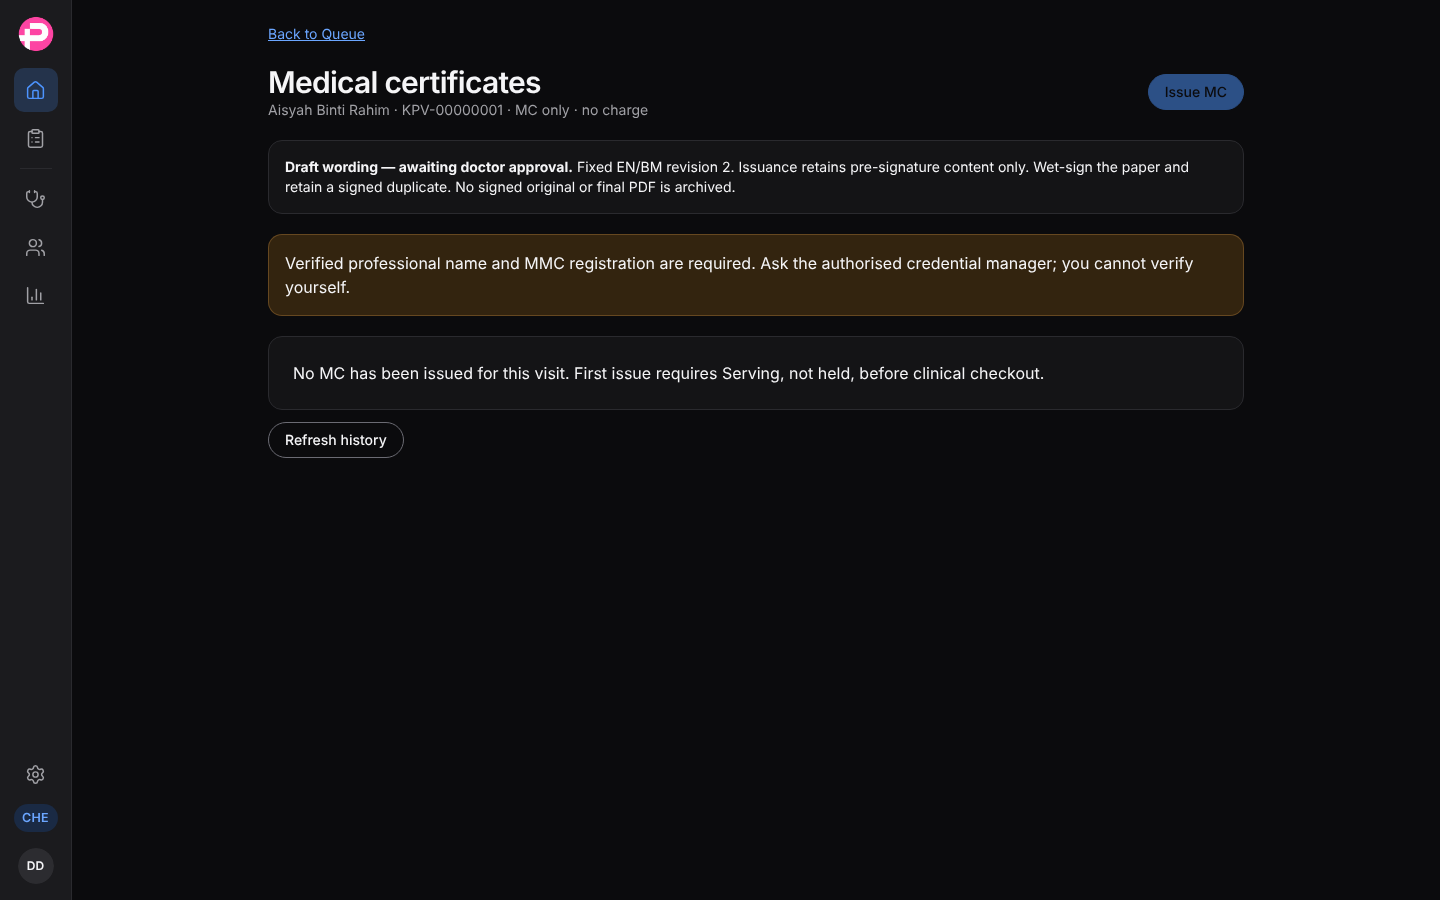 Back to Queue
Medical certificates
Aisyah Binti Rahim · KPV-00000001 · MC only · no charge
Issue MC
Draft wording — awaiting doctor approval. Fixed EN/BM revision 2. Issuance retains pre-signature content only. Wet-sign the paper and
retain a signed duplicate. No signed original or final PDF is archived.
Verified professional name and MMC registration are required. Ask the authorised credential manager; you cannot verify
yourself.
No MC has been issued for this visit. First issue requires Serving, not held, before clinical checkout.
Refresh history
CHE
DD